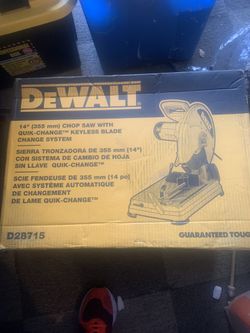 DEWALT
14" (355 mm) CHOP SAW WITH
QUIK-CHANGE™ KEYLESS BLADE
CHANGE SYSTEM
SIERRA TRONZADORA DE 355 mm (14")
CON SISTEMA DE CAMBIO DE HOJA
SIN LLAVE QUIK-CHANGE™
SCIE FENDEUSE DE 355 mm (14 po)
AVEC SYSTÈME AUTOMATIQUE
DE CHANGEMENT
DE LAME QUIK-CHANGE™
D28715
GUARANTEED TOUGH